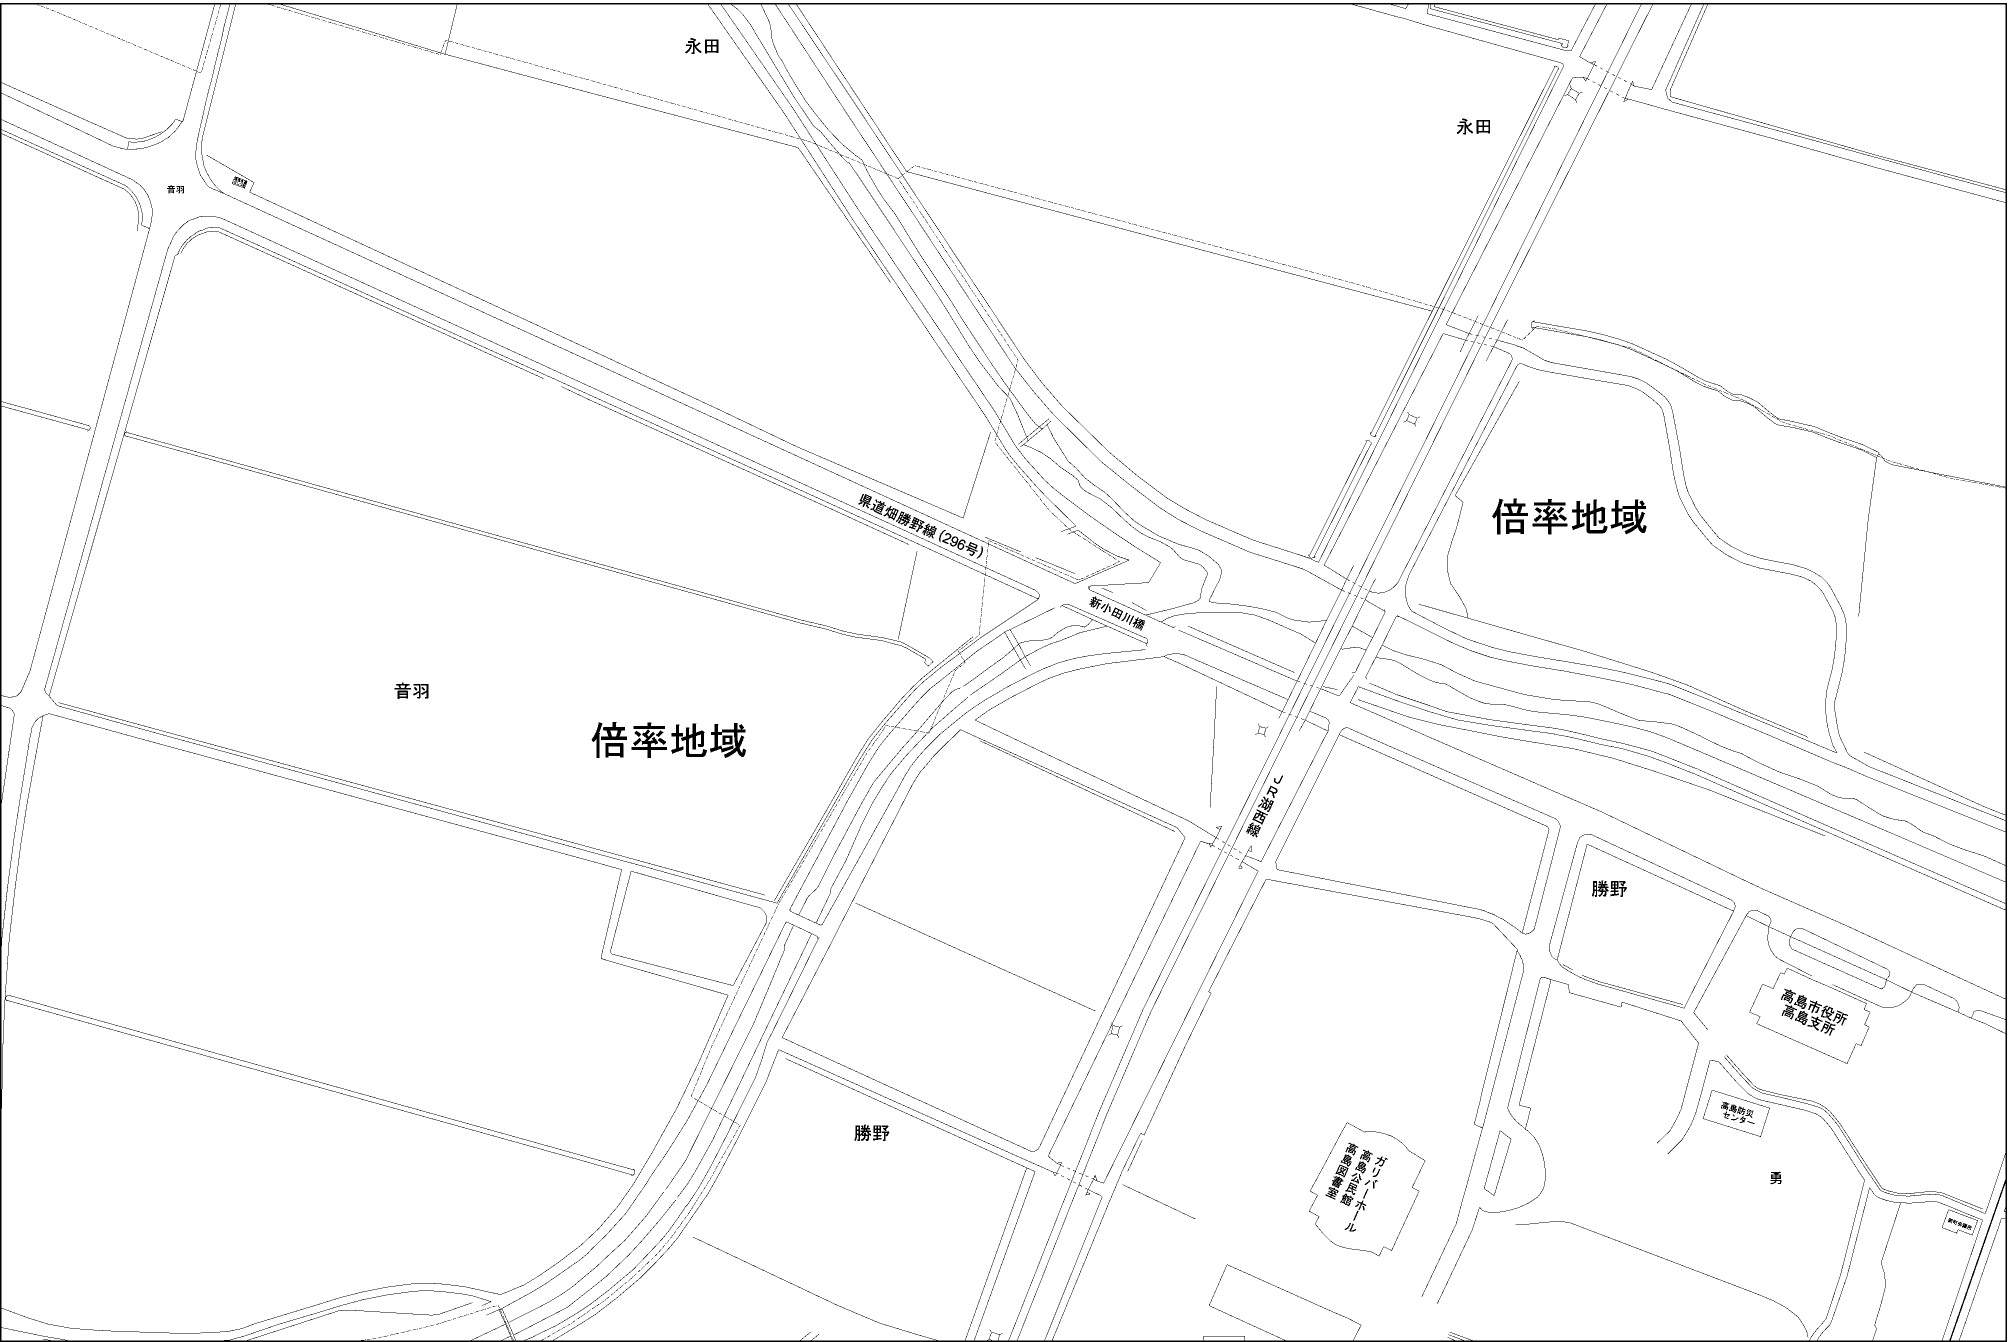 永田
永田
音羽
県道畑勝野線(296号)
倍率地域
新小田川橋
音羽
倍率地域
JR湖西線
勝野
高島市役所
高島支所
高島防災
センター
勝野
ガリバーホール
高島公民館
高島図書室
勇